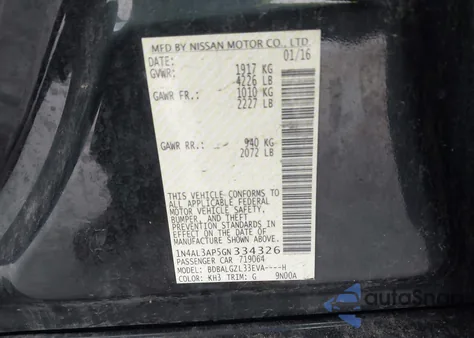 MFD BY NISSAN MOTOR CO., LTD.
DATE: 01/16
GVWR: 1917 KG
4226 LB
GAWR FR.: 1010 KG
2227 LB
GAWR RR.: 940 KG
2072 LB
THIS VEHICLE CONFORMS TO
ALL APPLICABLE FEDERAL
MOTOR VEHICLE SAFETY,
BUMPER, AND THEFT
PREVENTION STANDARDS
IN EFFECT ON THE DATE OF
MANUFACTURE SHOWN ABOVE.
1N4AL3AP5GN334326
PASSENGER CAR 719064
MODEL: BDBALGZL33EVA----H
COLOR: KH3 TRIM: G 9N00A
autoSnap